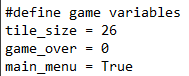 #define game variables
tile_size = 26
game_over = 0
main_menu = True